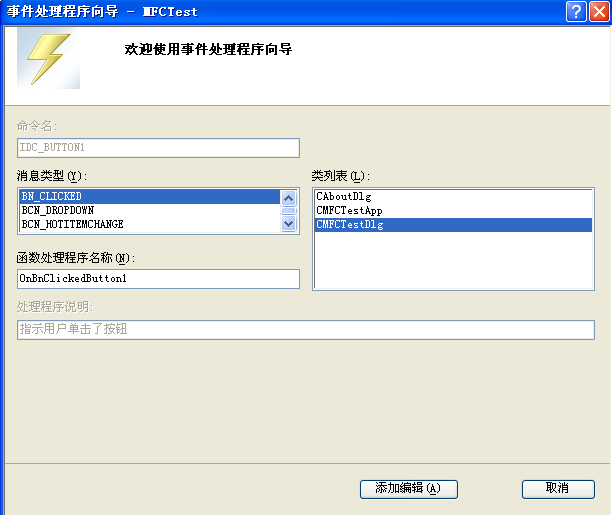 事件处理程序向导 - MFCTest
欢迎使用事件处理程序向导
命令名:
IDC_BUTTON1
消息类型(Y):
BN_CLICKED
BCN_DROPDOWN
BCN_HOTITEMCHANGE
类列表(L):
CAboutDlg
CMFCTestApp
CMFCTestDlg
函数处理程序名称(N):
OnBnClickedButton1
处理程序说明:
指示用户单击了按钮
添加编辑(A)
取消